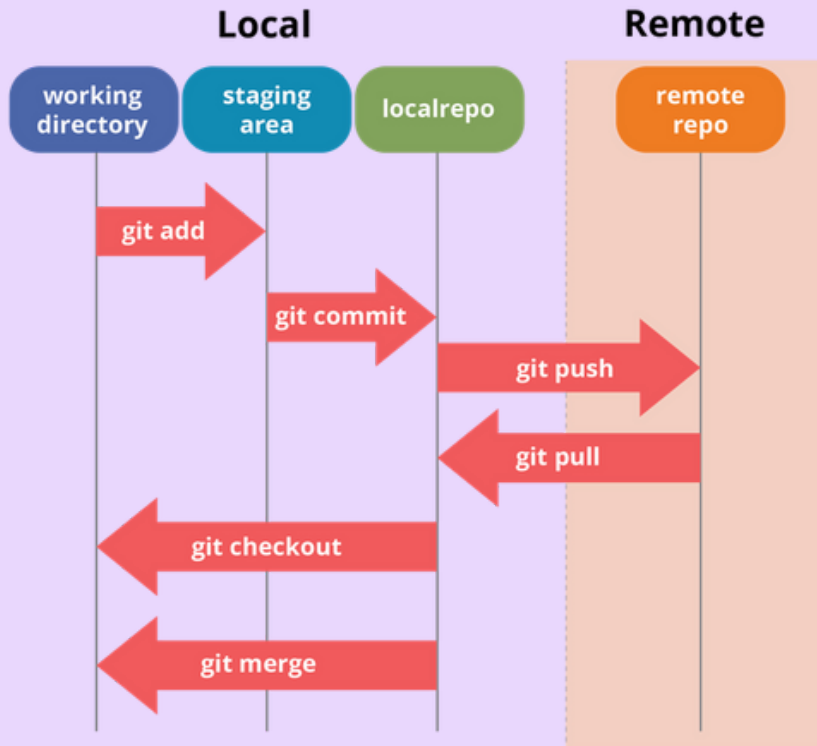 Local
Remote
working
directory
staging
area
localrepo
remote
repo
git add
git commit
git push
git pull
git checkout
git merge